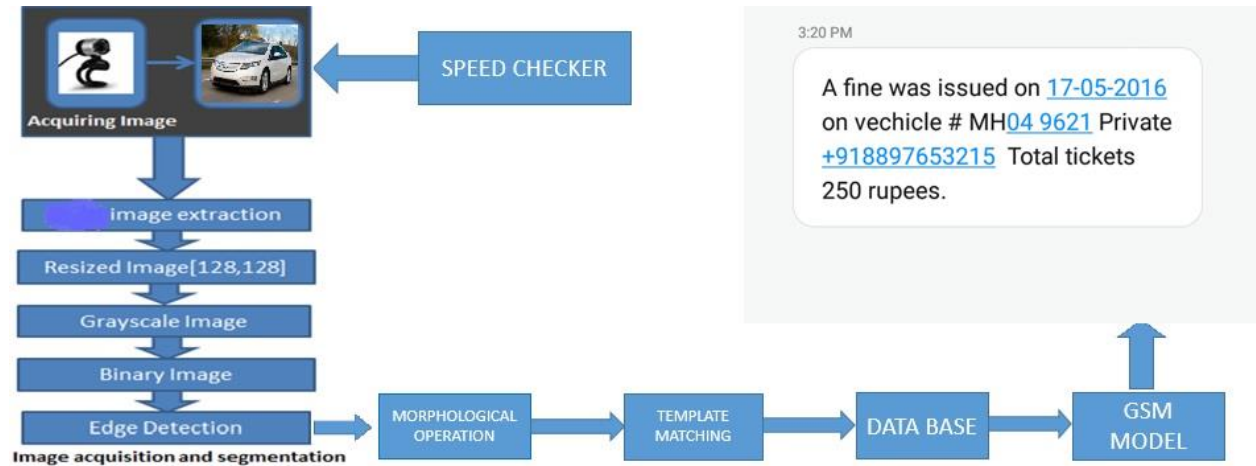 Acquiring Image
SPEED CHECKER
image extraction
Resized Image[128,128]
Grayscale Image
Binary Image
Edge Detection
Image acquisition and segmentation
MORPHOLOGICAL
OPERATION
TEMPLATE
MATCHING
DATA BASE
GSM
MODEL
3:20 PM
A fine was issued on 17-05-2016
on vechicle # MH04 9621 Private
+918897653215 Total tickets
250 rupees.